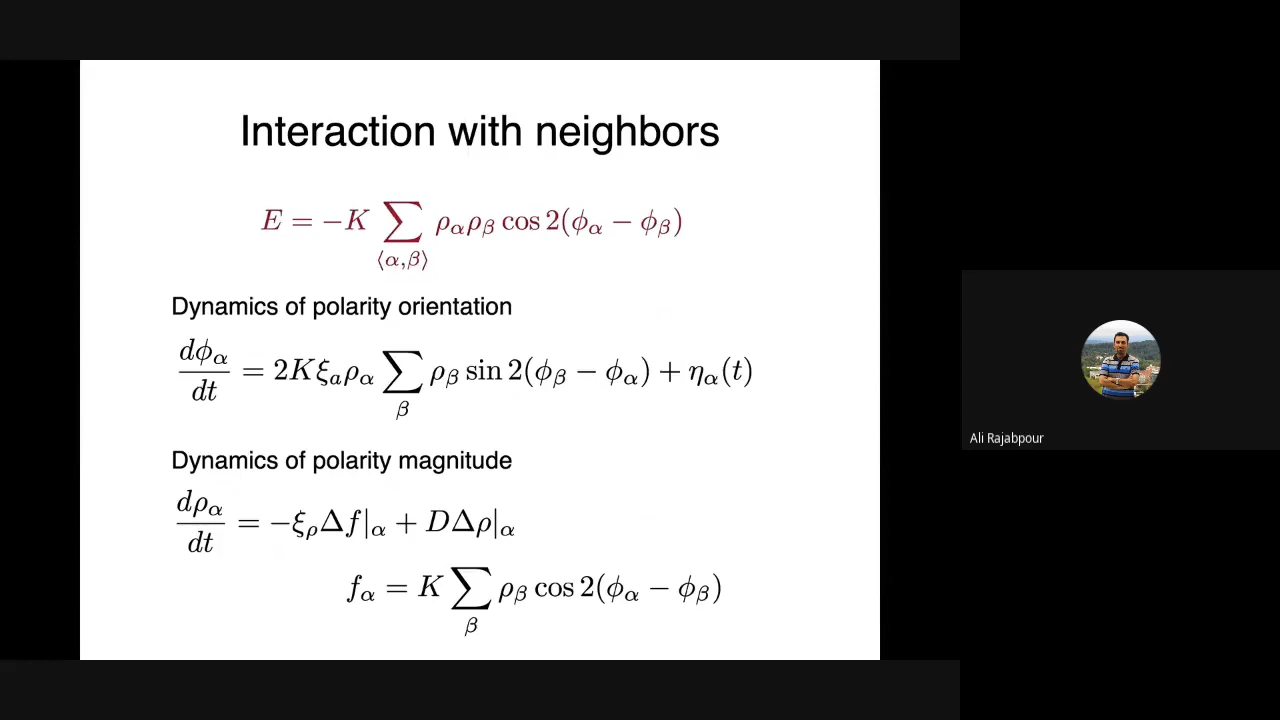 Interaction with neighbors
E = −K ∑_{⟨α,β⟩} ρ_α ρ_β cos 2(ϕ_α − ϕ_β)
Dynamics of polarity orientation
dϕ_α/dt = 2Kξ_a ρ_α ∑_β ρ_β sin 2(ϕ_β − ϕ_α) + η_α(t)
Dynamics of polarity magnitude
dρ_α/dt = −ξ_ρ Δf|_α + DΔρ|_α
f_α = K ∑_β ρ_β cos 2(ϕ_α − ϕ_β)
Ali Rajabpour